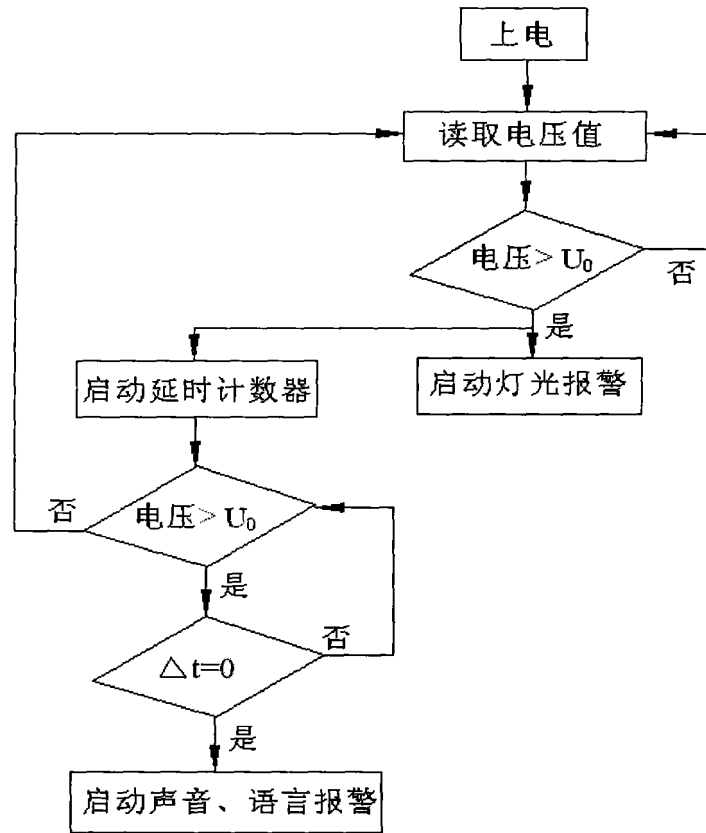 上电
读取电压值
电压> U₀
否
是
启动延时计数器
启动灯光报警
否
电压> U₀
是
否
△t=0
是
启动声音、语言报警